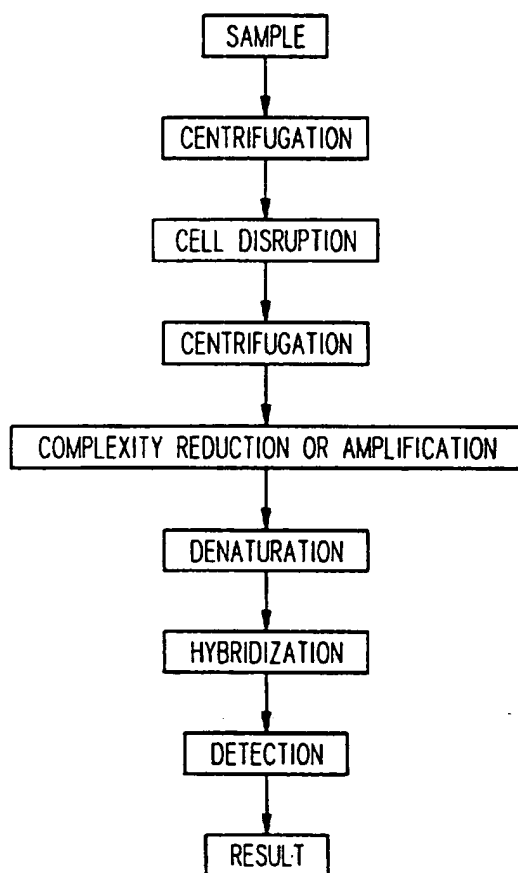 SAMPLE
CENTRIFUGATION
CELL DISRUPTION
CENTRIFUGATION
COMPLEXITY REDUCTION OR AMPLIFICATION
DENATURATION
HYBRIDIZATION
DETECTION
RESULT